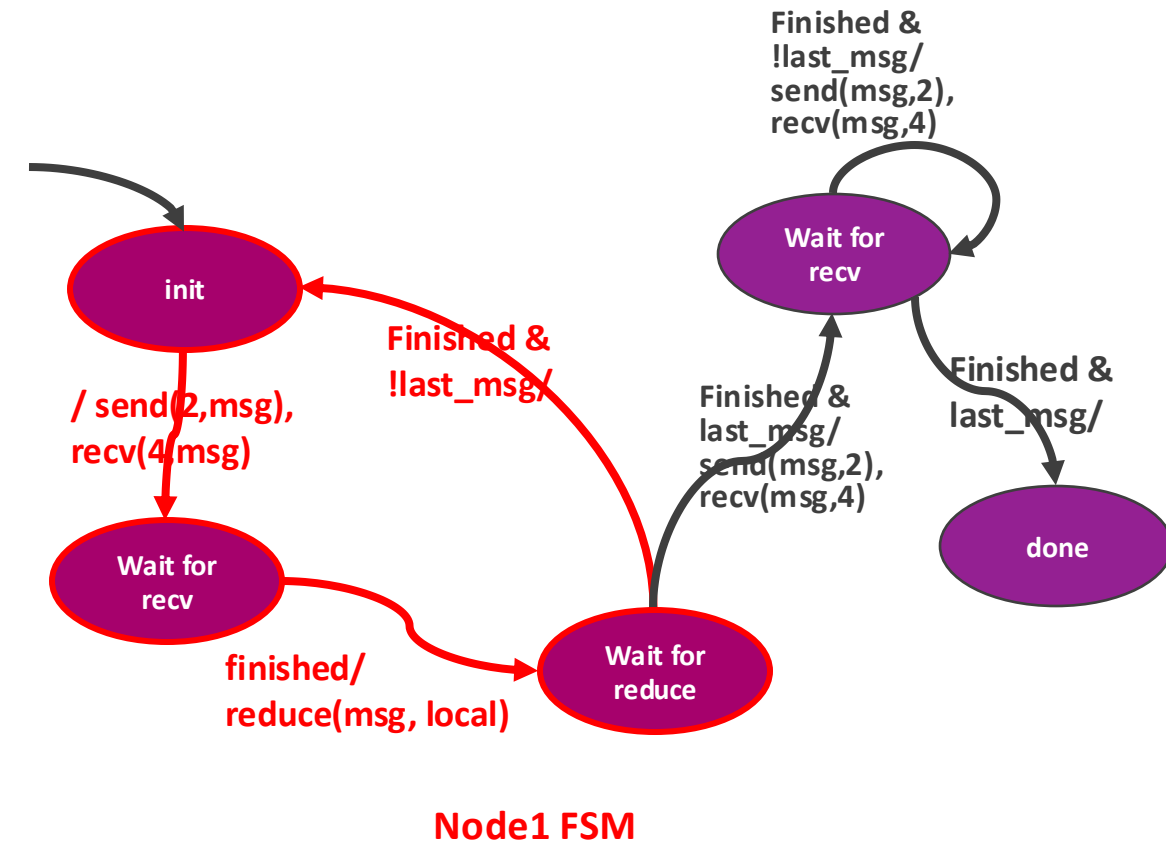 Finished &
!last_msg/
send(msg,2),
recv(msg,4)
Wait for
recv
init
Finished &
!last_msg/
/ send(2,msg),
recv(4,msg)
Finished &
last_msg/
send(msg,2),
recv(msg,4)
Finished &
last_msg/
Wait for
recv
done
finished/
reduce(msg, local)
Wait for
reduce
Node1 FSM